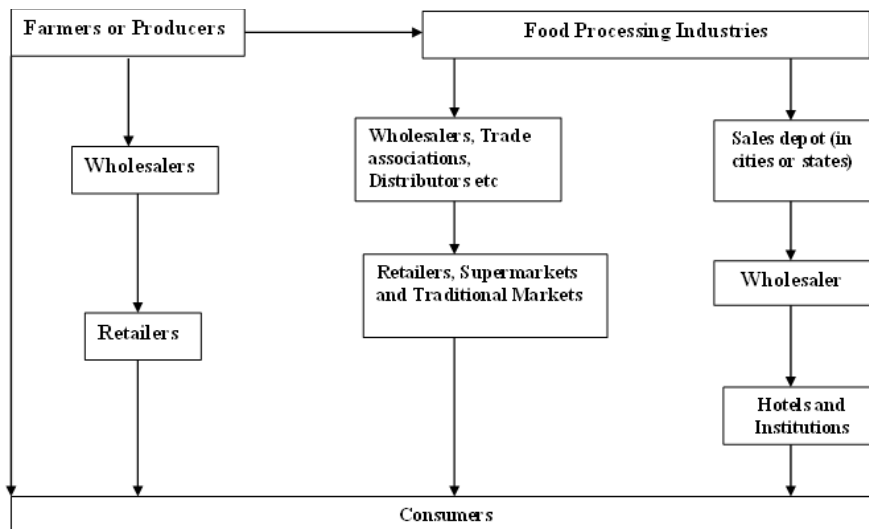 Farmers or Producers
Food Processing Industries
Wholesalers
Wholesalers, Trade
associations,
Distributors etc
Sales depot (in
cities or states)
Retailers
Retailers, Supermarkets
and Traditional Markets
Wholesaler
Hotels and
Institutions
Consumers